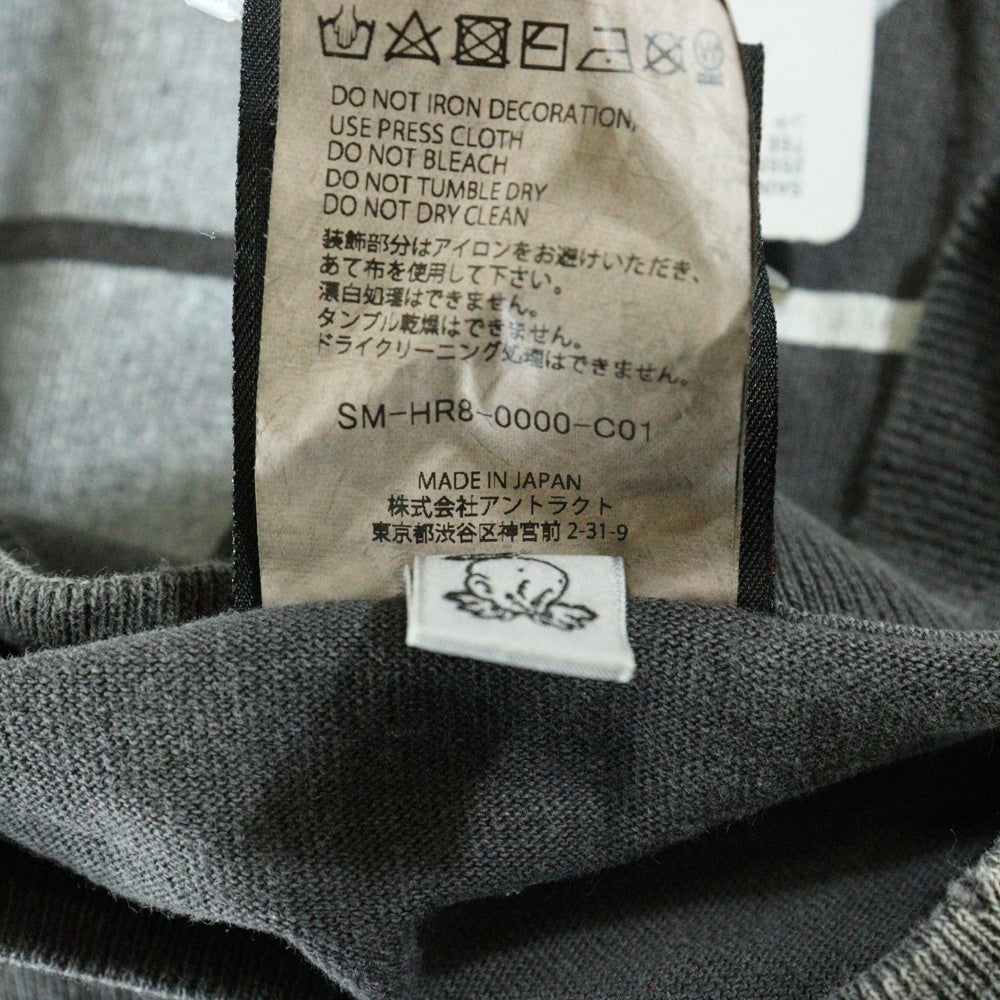 DO NOT IRON DECORATION,
USE PRESS CLOTH
DO NOT BLEACH
DO NOT TUMBLE DRY
DO NOT DRY CLEAN
装飾部分はアイロンをお避けいただき、
あて布を使用して下さい。
漂白処理はできません。
タンブル乾燥はできません。
ドライクリーニング処理はできません。
SM-HR8-0000-C01
MADE IN JAPAN
株式会社アントラクト
東京都渋谷区神宮前 2-31-9